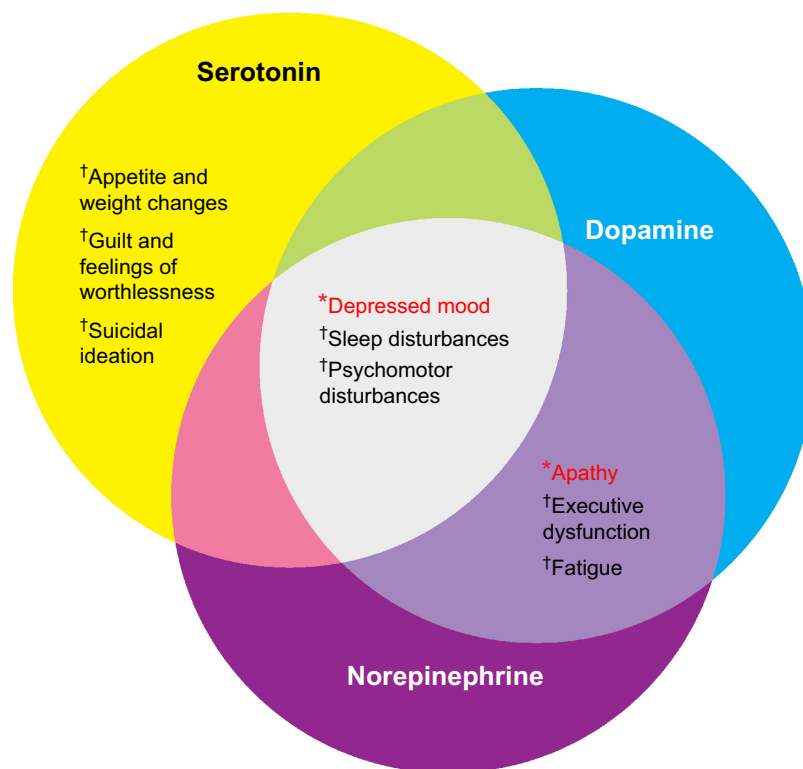 Serotonin
†Appetite and
weight changes
†Guilt and
feelings of
worthlessness
†Suicidal
ideation
Dopamine
*Depressed mood
†Sleep disturbances
†Psychomotor
disturbances
*Apathy
†Executive
dysfunction
†Fatigue
Norepinephrine